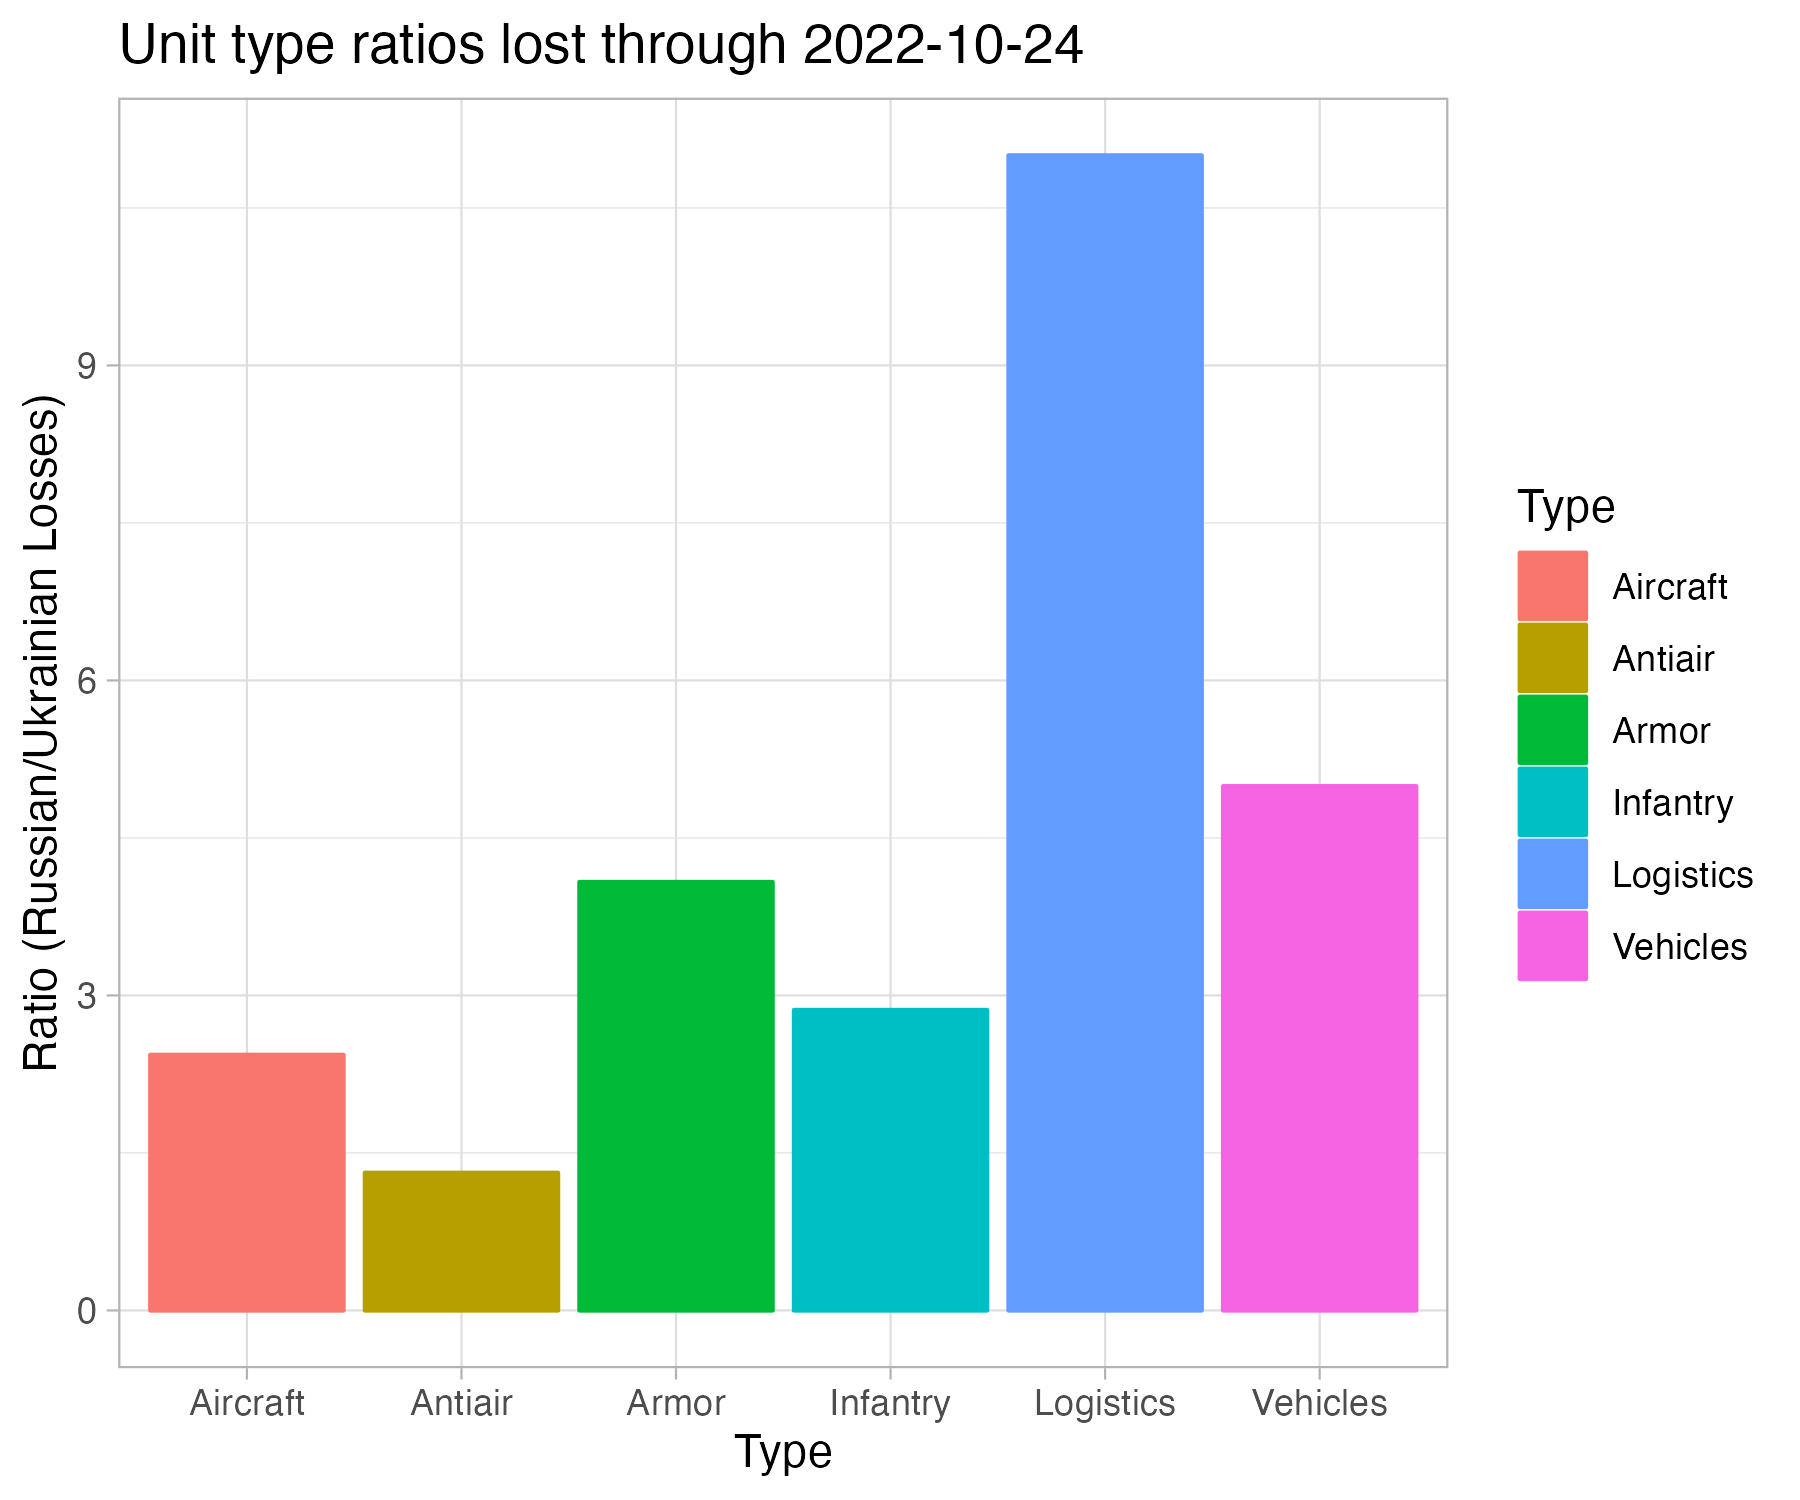 Unit type ratios lost through 2022-10-24
Ratio (Russian/Ukrainian Losses)
9
6
3
0
Aircraft Antiair Armor Infantry Logistics Vehicles
Type
Type
Aircraft
Antiair
Armor
Infantry
Logistics
Vehicles